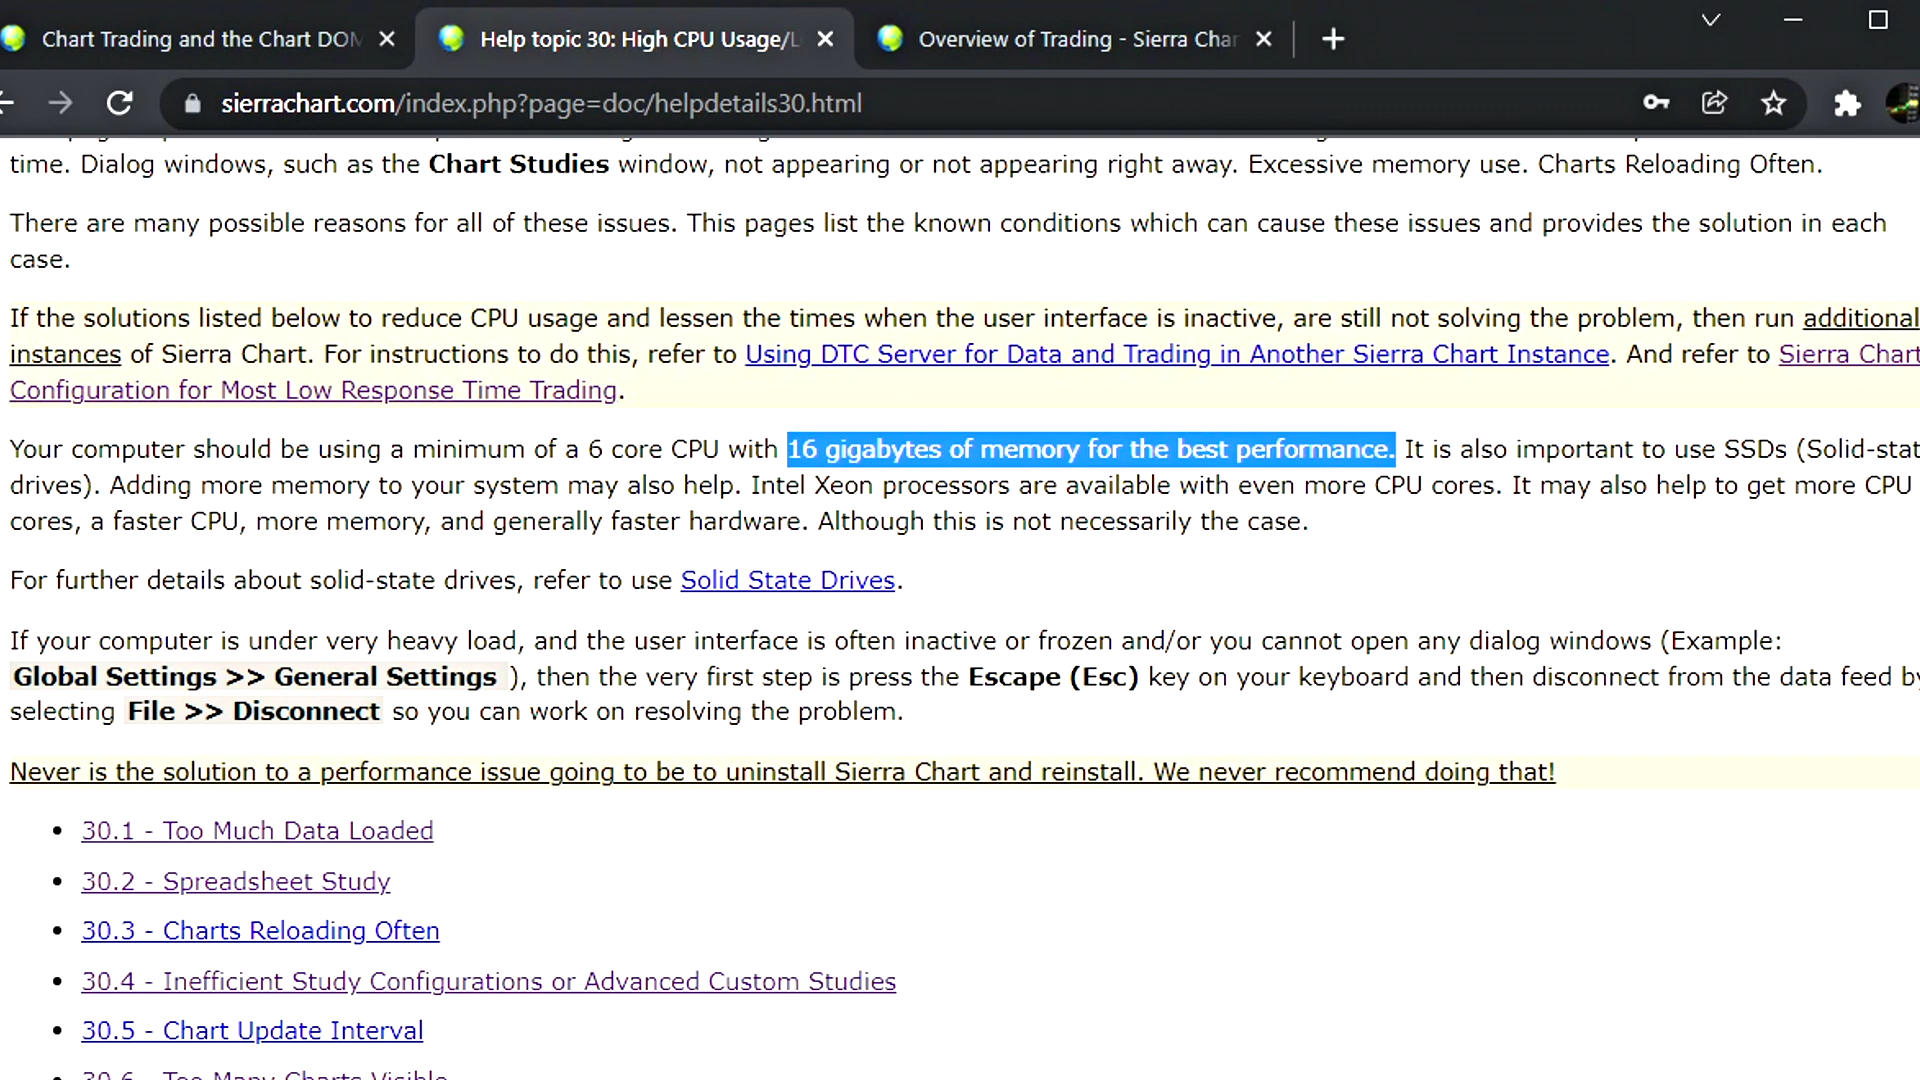 Chart Trading and the Chart DOM
Help topic 30: High CPU Usage/L
Overview of Trading - Sierra Char
sierrachart.com/index.php?page=doc/helpdetails30.html
time. Dialog windows, such as the Chart Studies window, not appearing or not appearing right away. Excessive memory use. Charts Reloading Often.
There are many possible reasons for all of these issues. This pages list the known conditions which can cause these issues and provides the solution in each
case.
If the solutions listed below to reduce CPU usage and lessen the times when the user interface is inactive, are still not solving the problem, then run additional
instances of Sierra Chart. For instructions to do this, refer to Using DTC Server for Data and Trading in Another Sierra Chart Instance. And refer to Sierra Chart
Configuration for Most Low Response Time Trading.
Your computer should be using a minimum of a 6 core CPU with 16 gigabytes of memory for the best performance. It is also important to use SSDs (Solid-stat
drives). Adding more memory to your system may also help. Intel Xeon processors are available with even more CPU cores. It may also help to get more CPU
cores, a faster CPU, more memory, and generally faster hardware. Although this is not necessarily the case.
For further details about solid-state drives, refer to use Solid State Drives.
If your computer is under very heavy load, and the user interface is often inactive or frozen and/or you cannot open any dialog windows (Example:
Global Settings >> General Settings ), then the very first step is press the Escape (Esc) key on your keyboard and then disconnect from the data feed by
selecting File >> Disconnect so you can work on resolving the problem.
Never is the solution to a performance issue going to be to uninstall Sierra Chart and reinstall. We never recommend doing that!
• 30.1 - Too Much Data Loaded
• 30.2 - Spreadsheet Study
• 30.3 - Charts Reloading Often
• 30.4 - Inefficient Study Configurations or Advanced Custom Studies
• 30.5 - Chart Update Interval
• 30.6 - Too Many Charts Visible